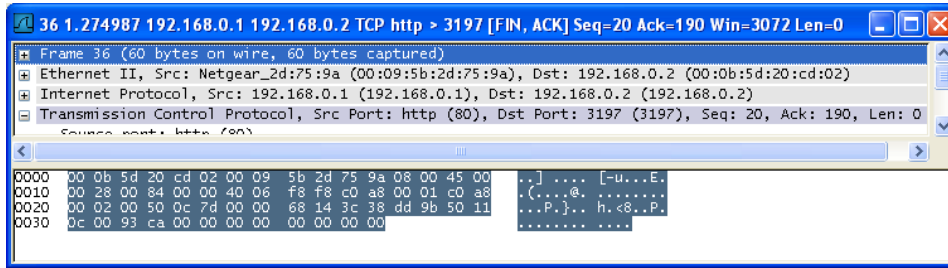 36 1.274987 192.168.0.1 192.168.0.2 TCP http > 3197 [FIN, ACK] Seq=20 Ack=190 Win=3072 Len=0
Frame 36 (60 bytes on wire, 60 bytes captured)
Ethernet II, Src: Netgear_2d:75:9a (00:09:5b:2d:75:9a), Dst: 192.168.0.2 (00:0b:5d:20:cd:02)
Internet Protocol, Src: 192.168.0.1 (192.168.0.1), Dst: 192.168.0.2 (192.168.0.2)
Transmission Control Protocol, Src Port: http (80), Dst Port: 3197 (3197), Seq: 20, Ack: 190, Len: 0
Source port: http (80)
0000 00 0b 5d 20 cd 02 00 09 5b 2d 75 9a 08 00 45 00 ..] .... [-u...E.
0010 00 28 00 84 00 00 40 06 f8 f8 c0 a8 00 01 c0 a8 .(....@. ........
0020 00 02 00 50 0c 7d 00 00 68 14 3c 38 dd 9b 50 11 ...P.}.. h.<8..P.
0030 0c 00 93 ca 00 00 00 00 00 00 00 00 ........ ....